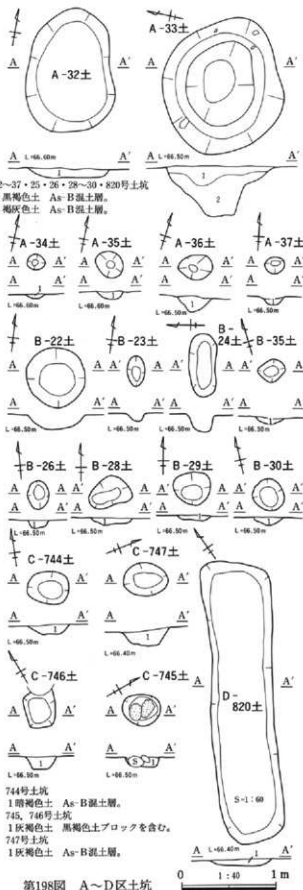 A-32土
A-33土
A A′
A A′
A L=66.60m A′
A L=66.50m A′
1
1
2
2〜37・25・26・28〜30・820号土坑
黒褐色土 As-B混土層。
褐灰色土 As-B混土層。
A-34土 A-35土 A-36土 A-37土
A A′ A A′ A A′ A A′
A 1 A′ A 1 A′ A A′ A 1 A′
1
L=66.60m L=66.60m L=66.50m L=66.60m
B-22土 B-23土 B-24土 B-35土
A A′ A A′ A A′ A A′
A A′ A A′ A A′ A A′
L=66.50m L=66.50m L=66.50m L=66.50m
B-26土 B-28土 B-29土 B-30土
A A′ A A′ A A′ A A′
A A′ A A′ A A′ A A′
L=66.50m L=66.50m L=66.50m L=66.50m
C-744土 C-747土
A A′ A A′
A A′ A A′
1 1
L=66.50m L=66.40m
C-746土 C-745土
A A′ A A′
A A′ A A′
1 S 1
L=66.50m L=66.50m
A A′
D-820土
S-1:60
A L=66.40m A′
1
744号土坑
1暗褐色土 As-B混土層。
745, 746号土坑
1灰褐色土 黒褐色土ブロックを含む。
747号土坑
1灰褐色土 As-B混土層。
第198図 A〜D区土坑
0 1:40 1m